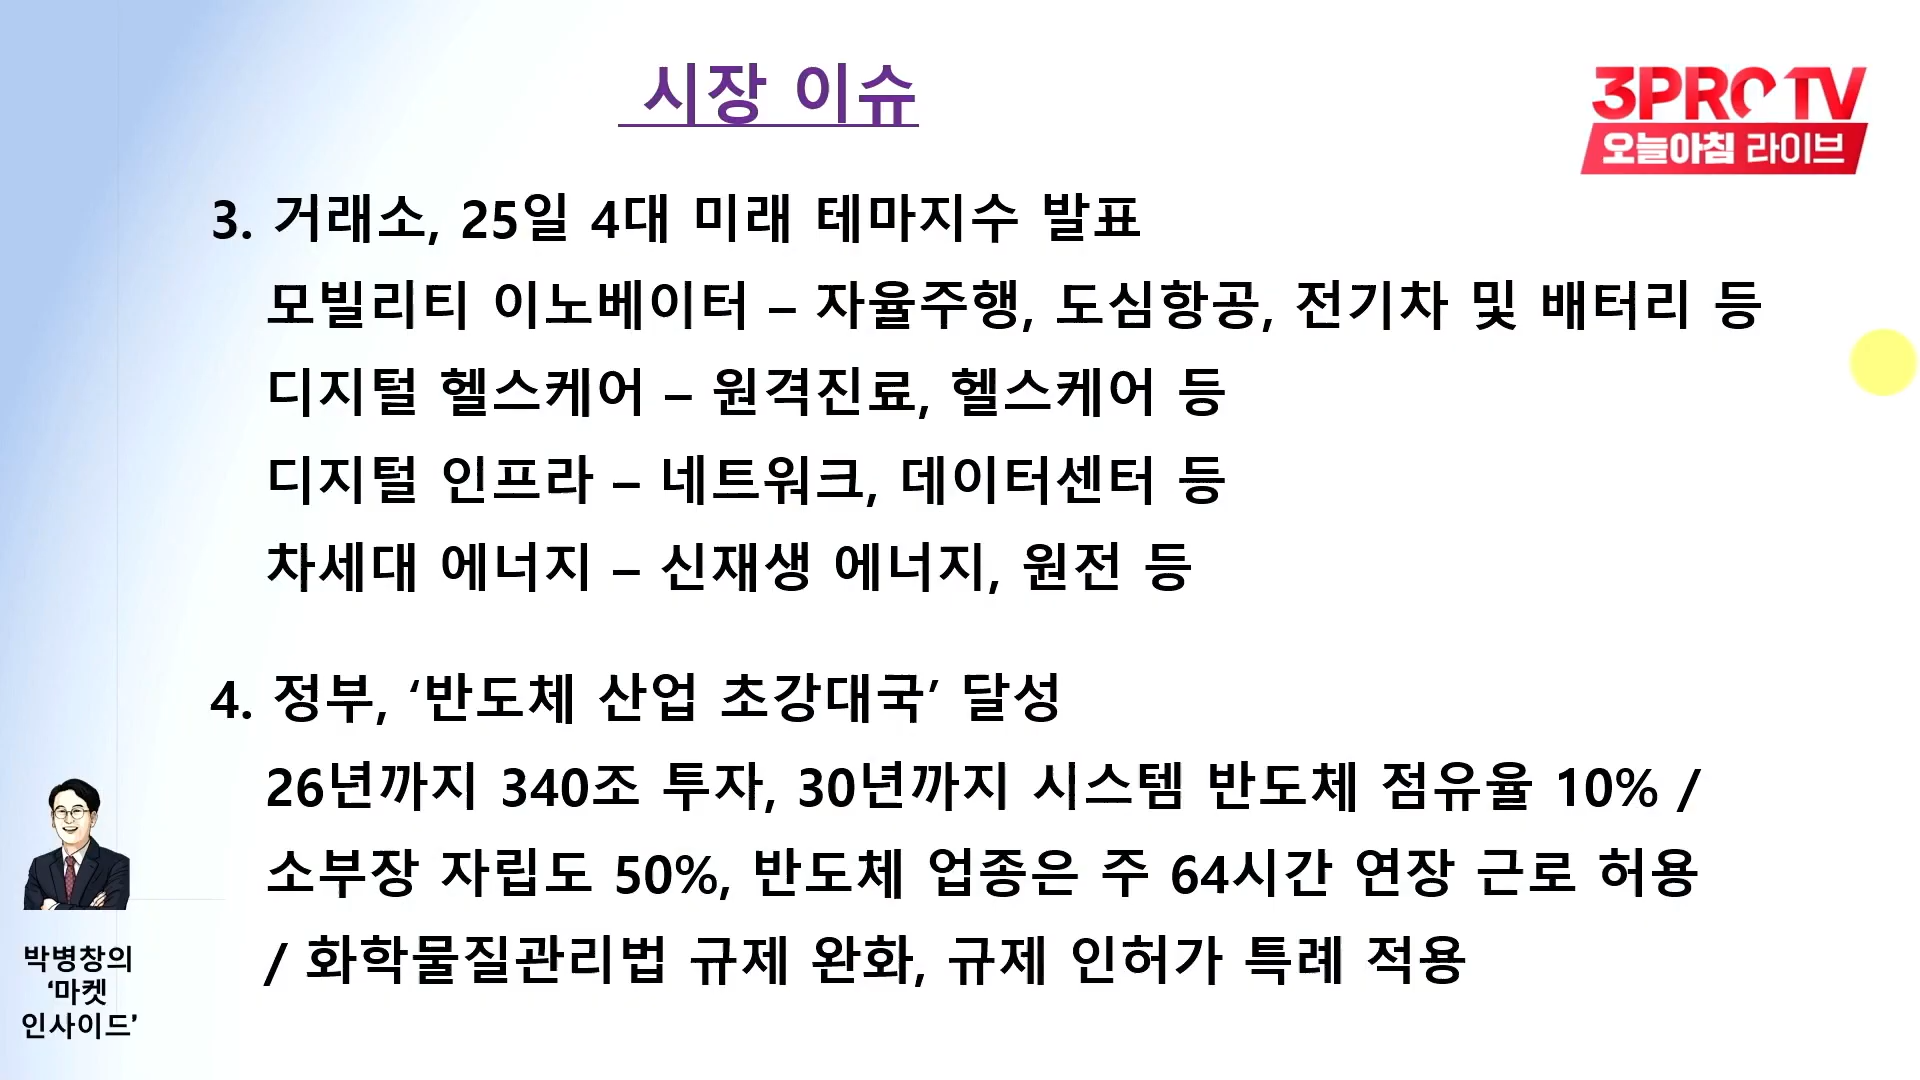 시장 이슈
3PRO TV
오늘아침 라이브
3. 거래소, 25일 4대 미래 테마지수 발표
모빌리티 이노베이터 – 자율주행, 도심항공, 전기차 및 배터리 등
디지털 헬스케어 – 원격진료, 헬스케어 등
디지털 인프라 – 네트워크, 데이터센터 등
차세대 에너지 – 신재생 에너지, 원전 등
4. 정부, ‘반도체 산업 초강대국’ 달성
26년까지 340조 투자, 30년까지 시스템 반도체 점유율 10% /
소부장 자립도 50%, 반도체 업종은 주 64시간 연장 근로 허용
/ 화학물질관리법 규제 완화, 규제 인허가 특례 적용
박병창의
‘마켓
인사이드’